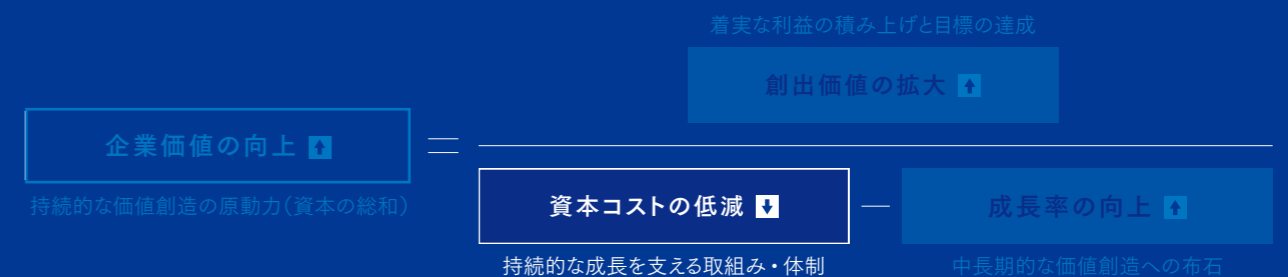 着実な利益の積み上げと目標の達成
創出価値の拡大
企業価値の向上
持続的な価値創造の原動力（資本の総和）
資本コストの低減
持続的な成長を支える取組み・体制
成長率の向上
中長期的な価値創造への布石